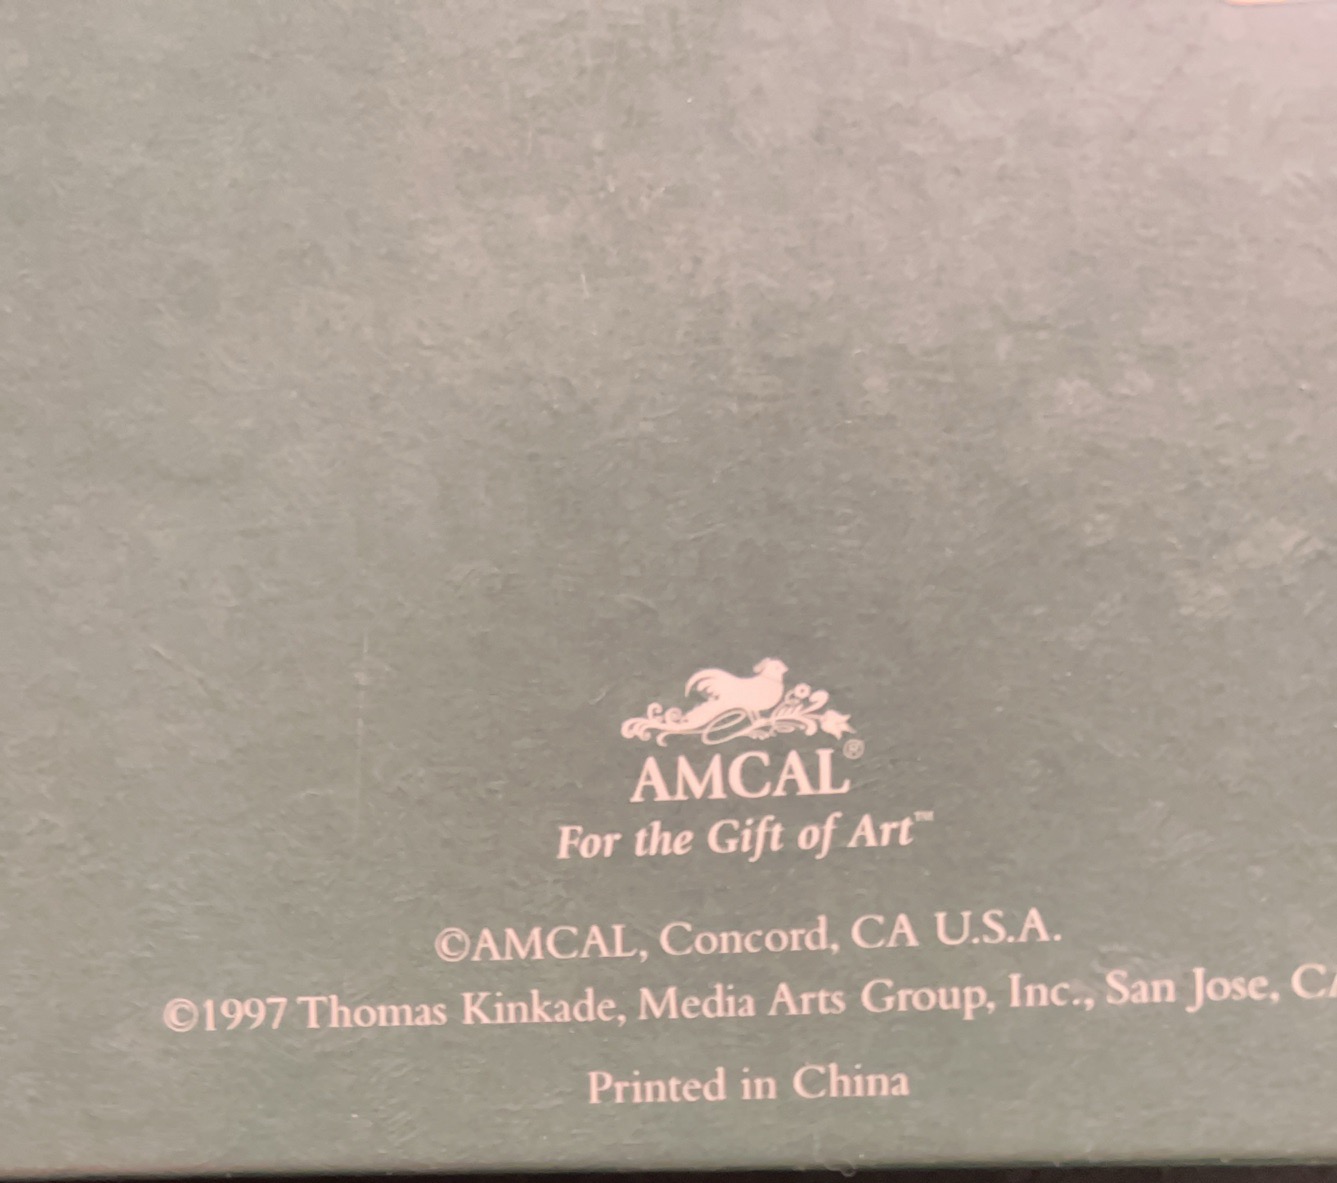 AMCAL®
For the Gift of Art™
©AMCAL, Concord, CA U.S.A.
©1997 Thomas Kinkade, Media Arts Group, Inc., San Jose, CA
Printed in China